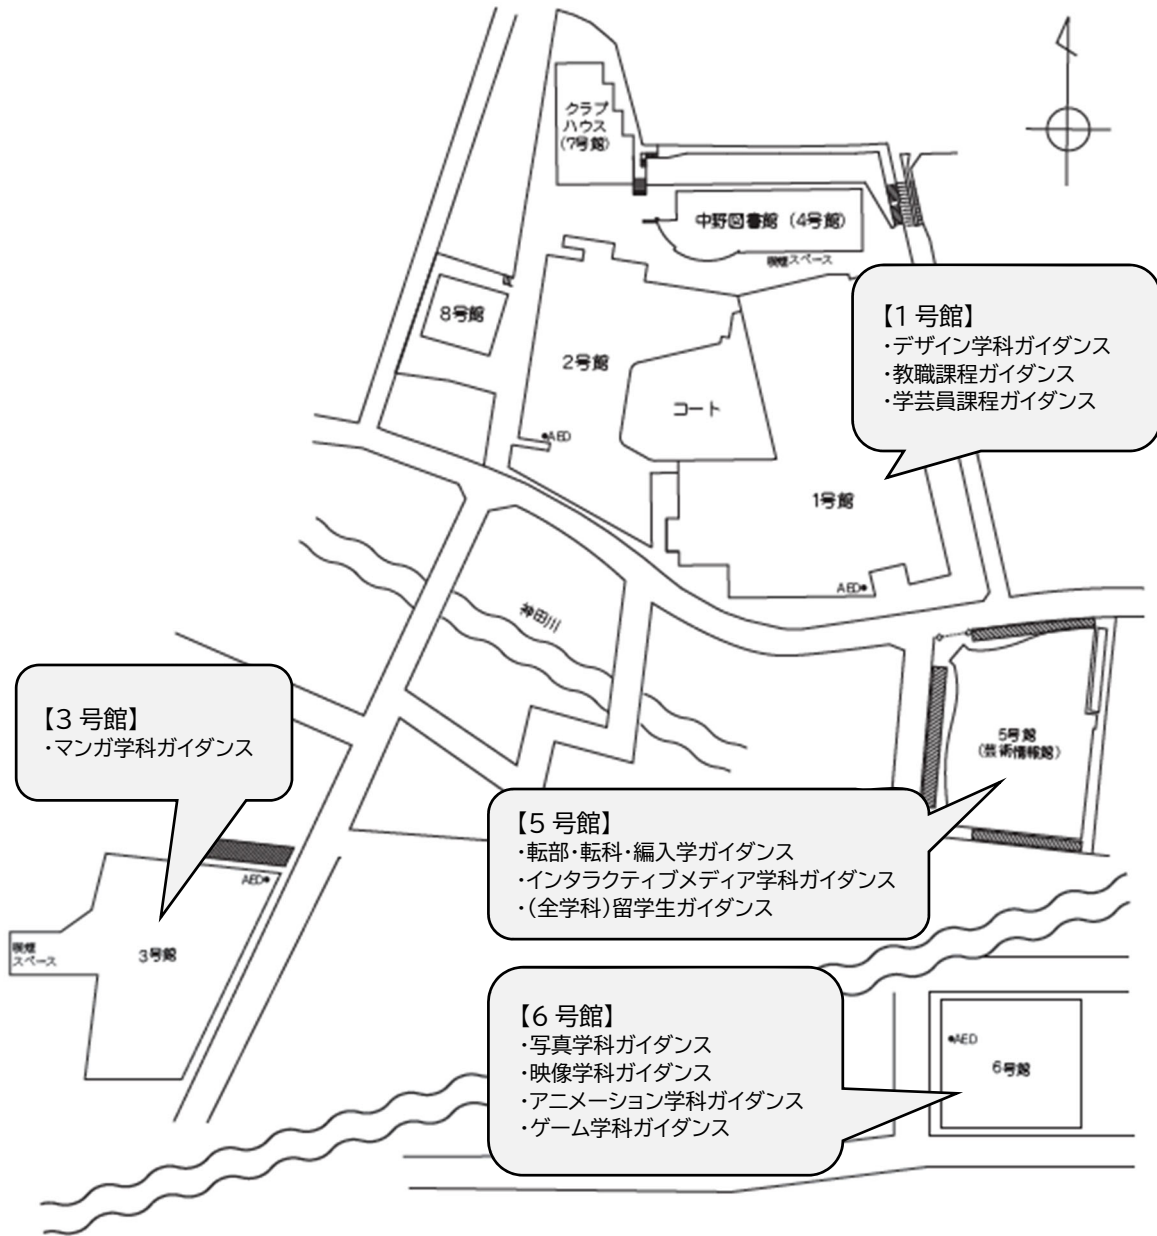 クラブ
ハウス
(7号館)
中野図書館 (4号館)
喫煙スペース
8号館
2号館
コート
AED
1号館
AED
【1号館】
・デザイン学科ガイダンス
・教職課程ガイダンス
・学芸員課程ガイダンス
神田川
【3号館】
・マンガ学科ガイダンス
5号館
(芸術情報館)
【5号館】
・転部・転科・編入学ガイダンス
・インタラクティブメディア学科ガイダンス
・(全学科)留学生ガイダンス
AED
喫煙
スペース
3号館
【6号館】
・写真学科ガイダンス
・映像学科ガイダンス
・アニメーション学科ガイダンス
・ゲーム学科ガイダンス
AED
6号館